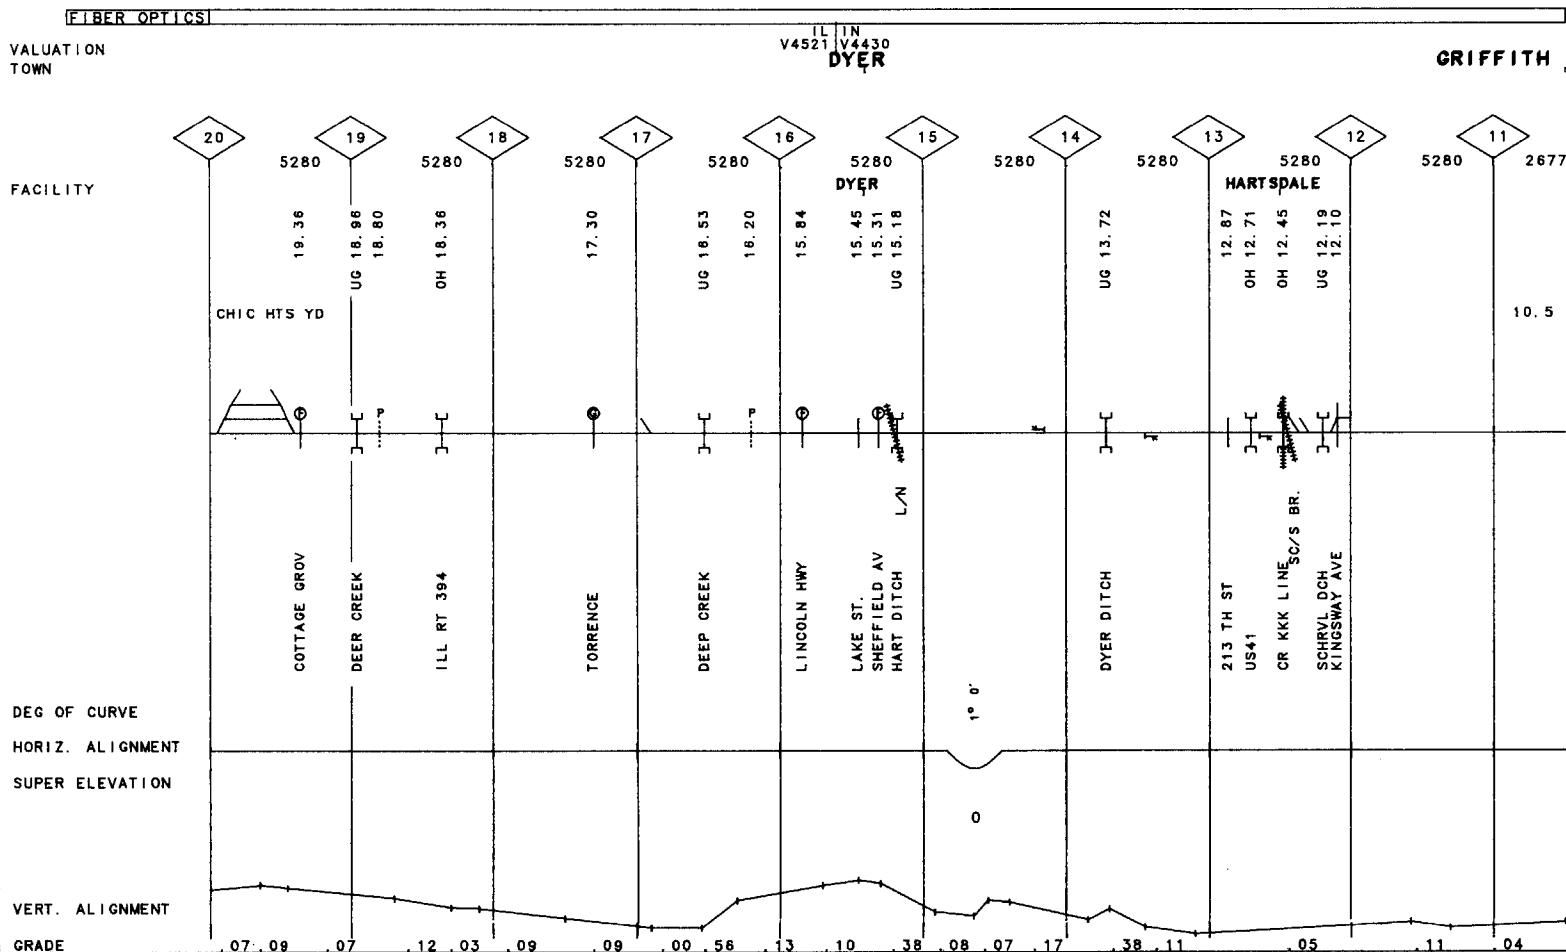 FIBER OPTICS
IL IN
VALUATION V4521 V4430
TOWN DYER GRIFFITH
20 19 18 17 16 15 14 13 12 11
5280 5280 5280 5280 5280 5280 5280 5280 5280 2677
FACILITY DYER HARTSDALE
19.36
UG 18.96
18.80
OH 18.36
17.30
UG 16.53
16.20
15.84
15.45
15.31
UG 15.18
UG 13.72
12.87
OH 12.71
OH 12.45
UG 12.19
12.10
CHIC HTS YD 10.5
F P G P F F
L/N
SC/S BR.
COTTAGE GROV
DEER CREEK
ILL RT 394
TORRENCE
DEEP CREEK
LINCOLN HWY
LAKE ST.
SHEFFIELD AV
HART DITCH
DYER DITCH
213 TH ST
US41
CR KKK LINE
SCHRVL DCH
KINGSWAY AVE
DEG OF CURVE 1° 0'
HORIZ. ALIGNMENT
SUPER ELEVATION
0
VERT. ALIGNMENT
GRADE .07 .09 .07 .12 .03 .09 .09 .00 .56 .13 .10 .38 .08 .07 .17 .38 .11 .05 .11 .04